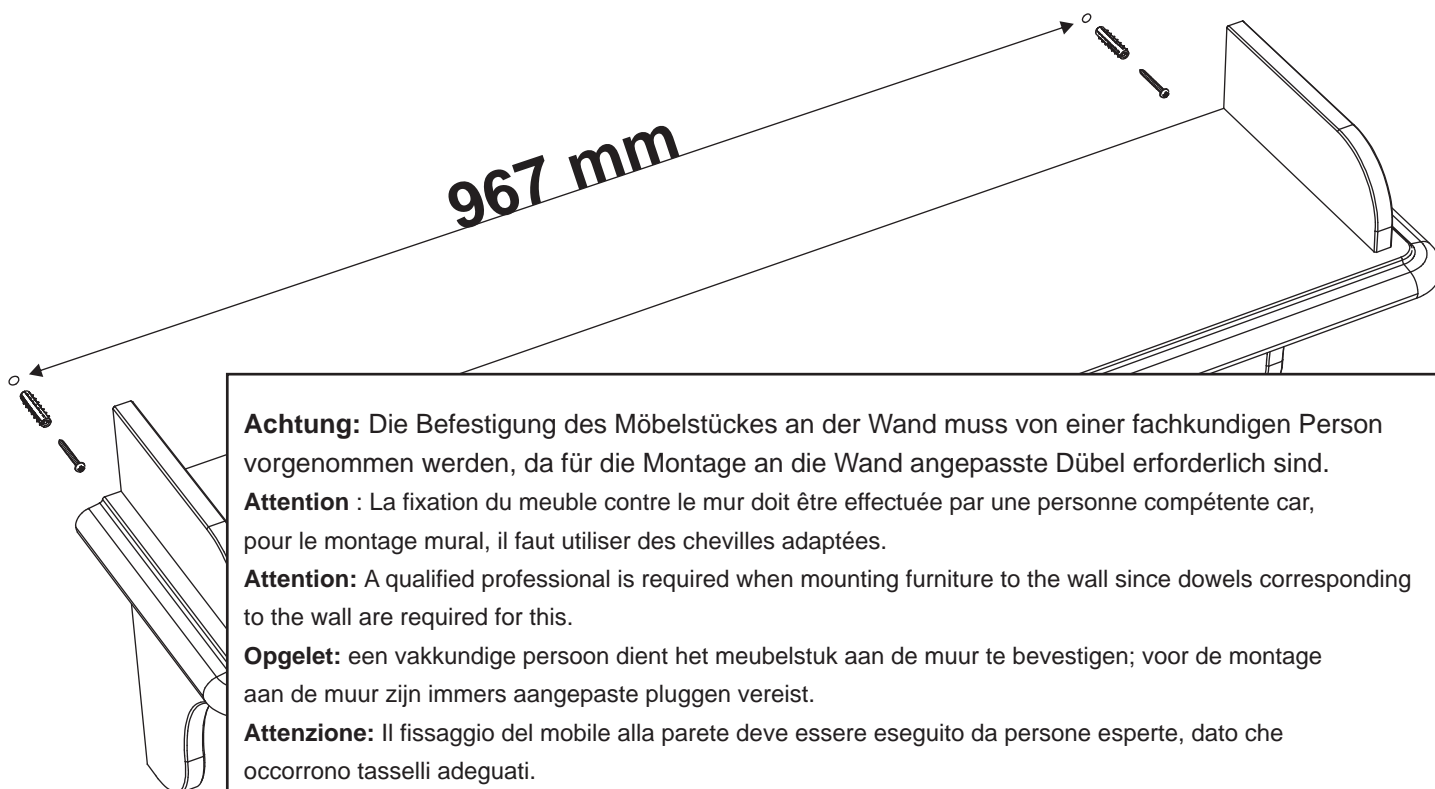 967 mm
Achtung: Die Befestigung des Möbelstückes an der Wand muss von einer fachkundigen Person
vorgenommen werden, da für die Montage an die Wand angepasste Dübel erforderlich sind.
Attention : La fixation du meuble contre le mur doit être effectuée par une personne compétente car,
pour le montage mural, il faut utiliser des chevilles adaptées.
Attention: A qualified professional is required when mounting furniture to the wall since dowels corresponding
to the wall are required for this.
Opgelet: een vakkundige persoon dient het meubelstuk aan de muur te bevestigen; voor de montage
aan de muur zijn immers aangepaste pluggen vereist.
Attenzione: Il fissaggio del mobile alla parete deve essere eseguito da persone esperte, dato che
occorrono tasselli adeguati.